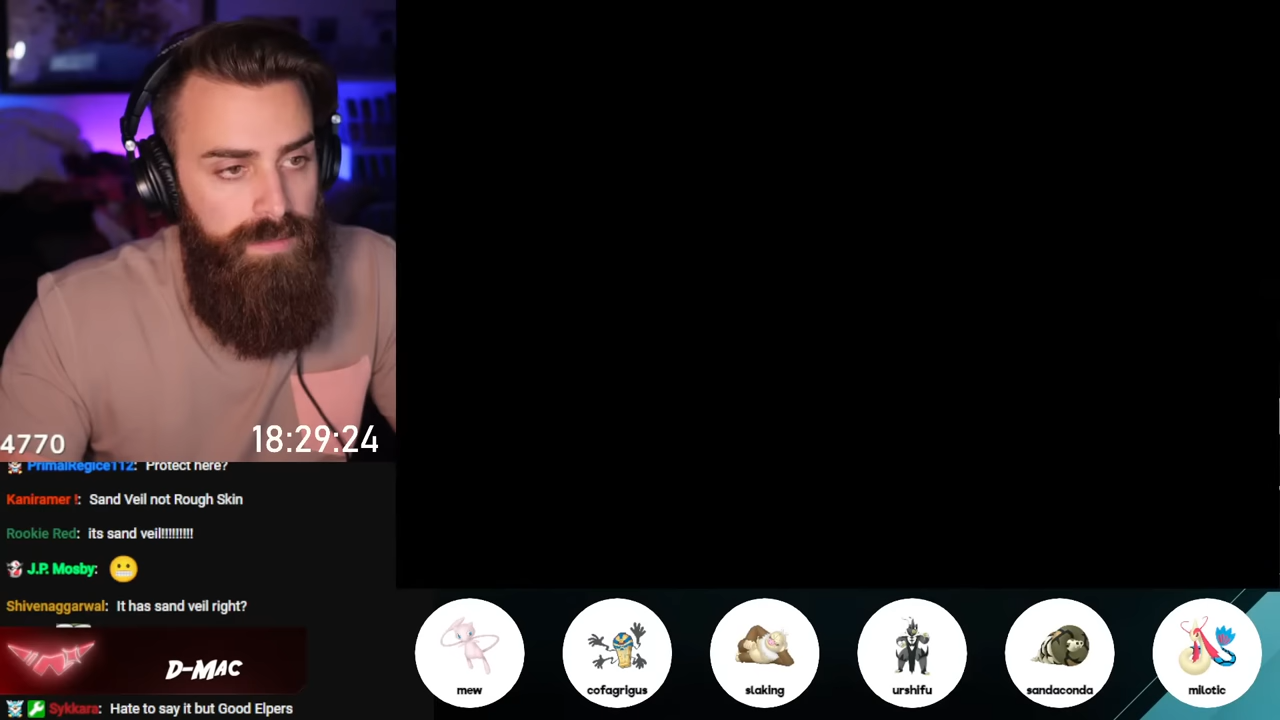 4770
18:29:24
PrimalRegice112: Protect here?
Kaniramer !: Sand Veil not Rough Skin
Rookie Red: its sand veil!!!!!!!!!
J.P. Mosby: 😬
Shivenaggarwal: It has sand veil right?
D-Mac
Sykkara: Hate to say it but Good Elpers
mew
cofagrigus
slaking
urshifu
sandaconda
milotic